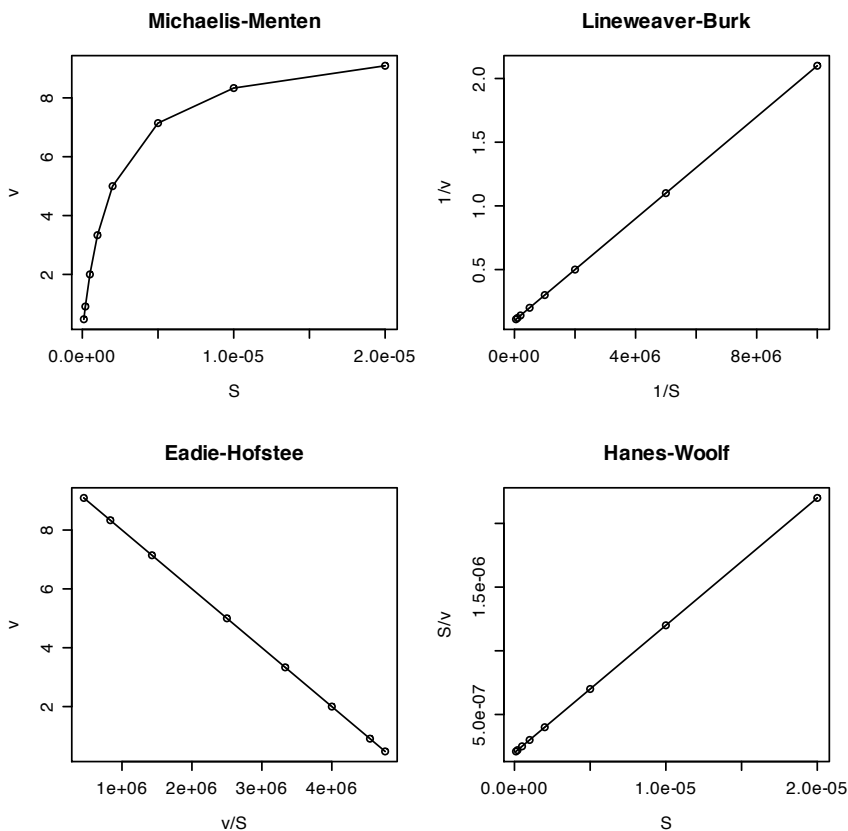 Michaelis-Menten
v
2
4
6
8
0.0e+00
1.0e-05
2.0e-05
S
Lineweaver-Burk
1/v
0.5
1.0
1.5
2.0
0e+00
4e+06
8e+06
1/S
Eadie-Hofstee
v
2
4
6
8
1e+06
2e+06
3e+06
4e+06
v/S
Hanes-Woolf
S/v
5.0e-07
1.5e-06
0.0e+00
1.0e-05
2.0e-05
S